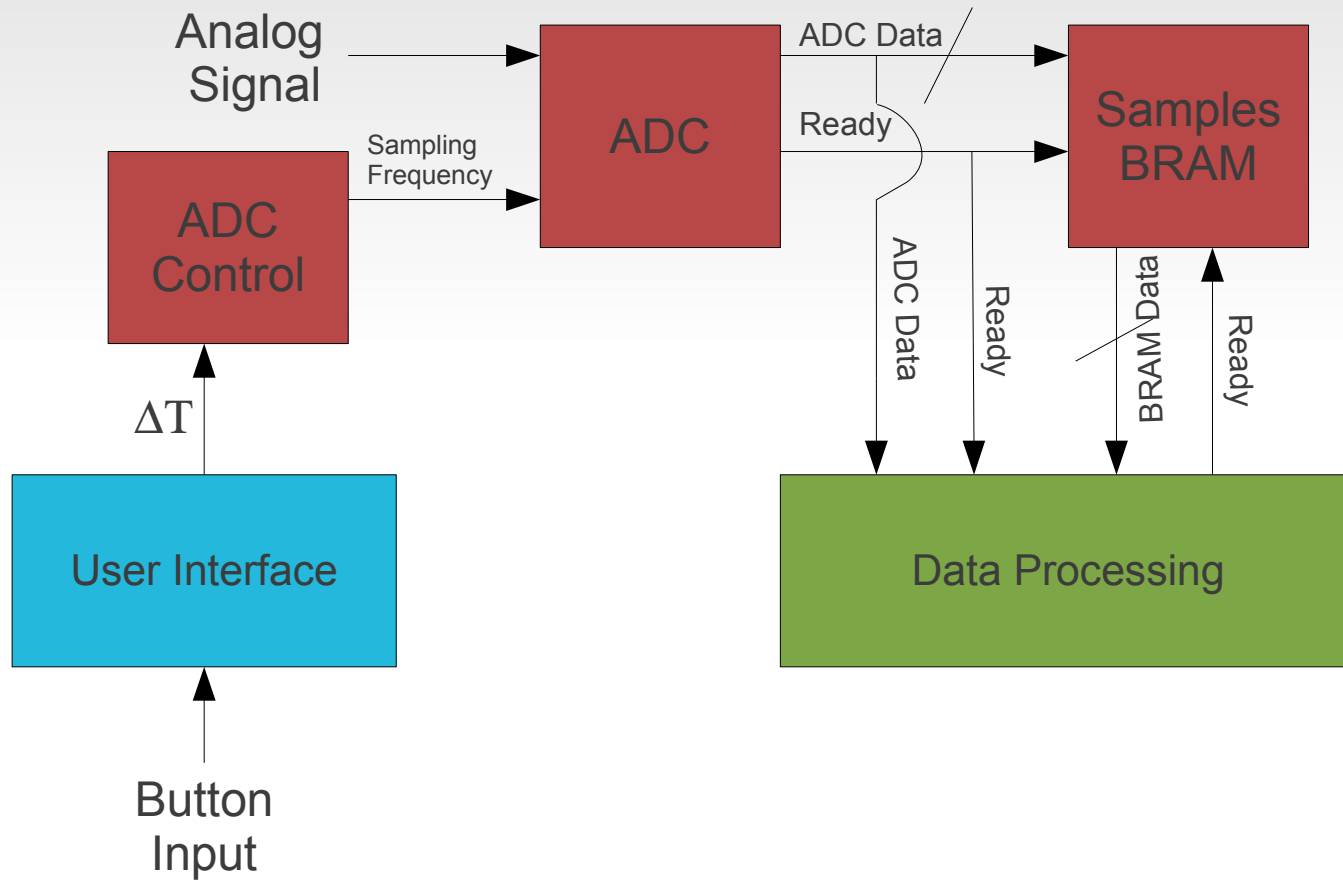 Analog
Signal
ADC Data
Ready
Samples
BRAM
ADC
Sampling
Frequency
ADC
Control
ADC Data
Ready
BRAM Data
Ready
ΔT
User Interface
Data Processing
Button
Input